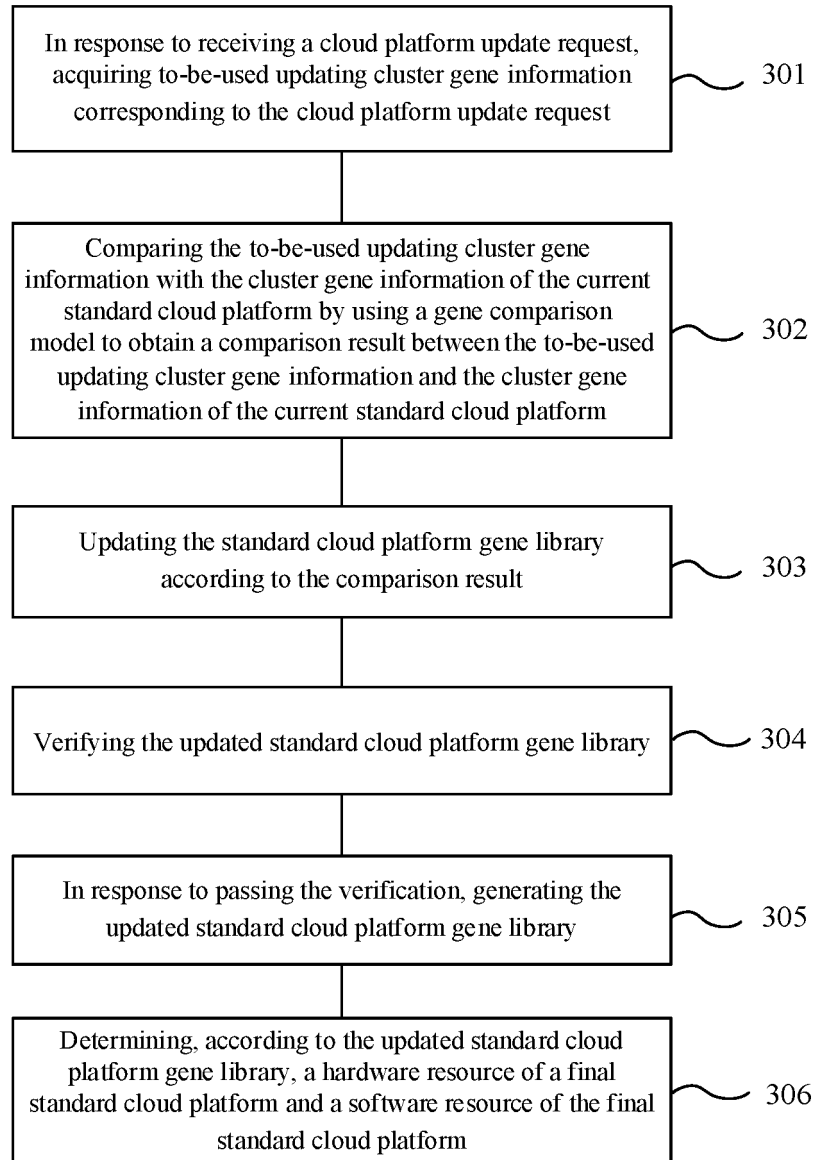 In response to receiving a cloud platform update request,
acquiring to-be-used updating cluster gene information
corresponding to the cloud platform update request
301
Comparing the to-be-used updating cluster gene
information with the cluster gene information of the current
standard cloud platform by using a gene comparison
model to obtain a comparison result between the to-be-used
updating cluster gene information and the cluster gene
information of the current standard cloud platform
302
Updating the standard cloud platform gene library
according to the comparison result
303
Verifying the updated standard cloud platform gene library
304
In response to passing the verification, generating the
updated standard cloud platform gene library
305
Determining, according to the updated standard cloud
platform gene library, a hardware resource of a final
standard cloud platform and a software resource of the final
standard cloud platform
306